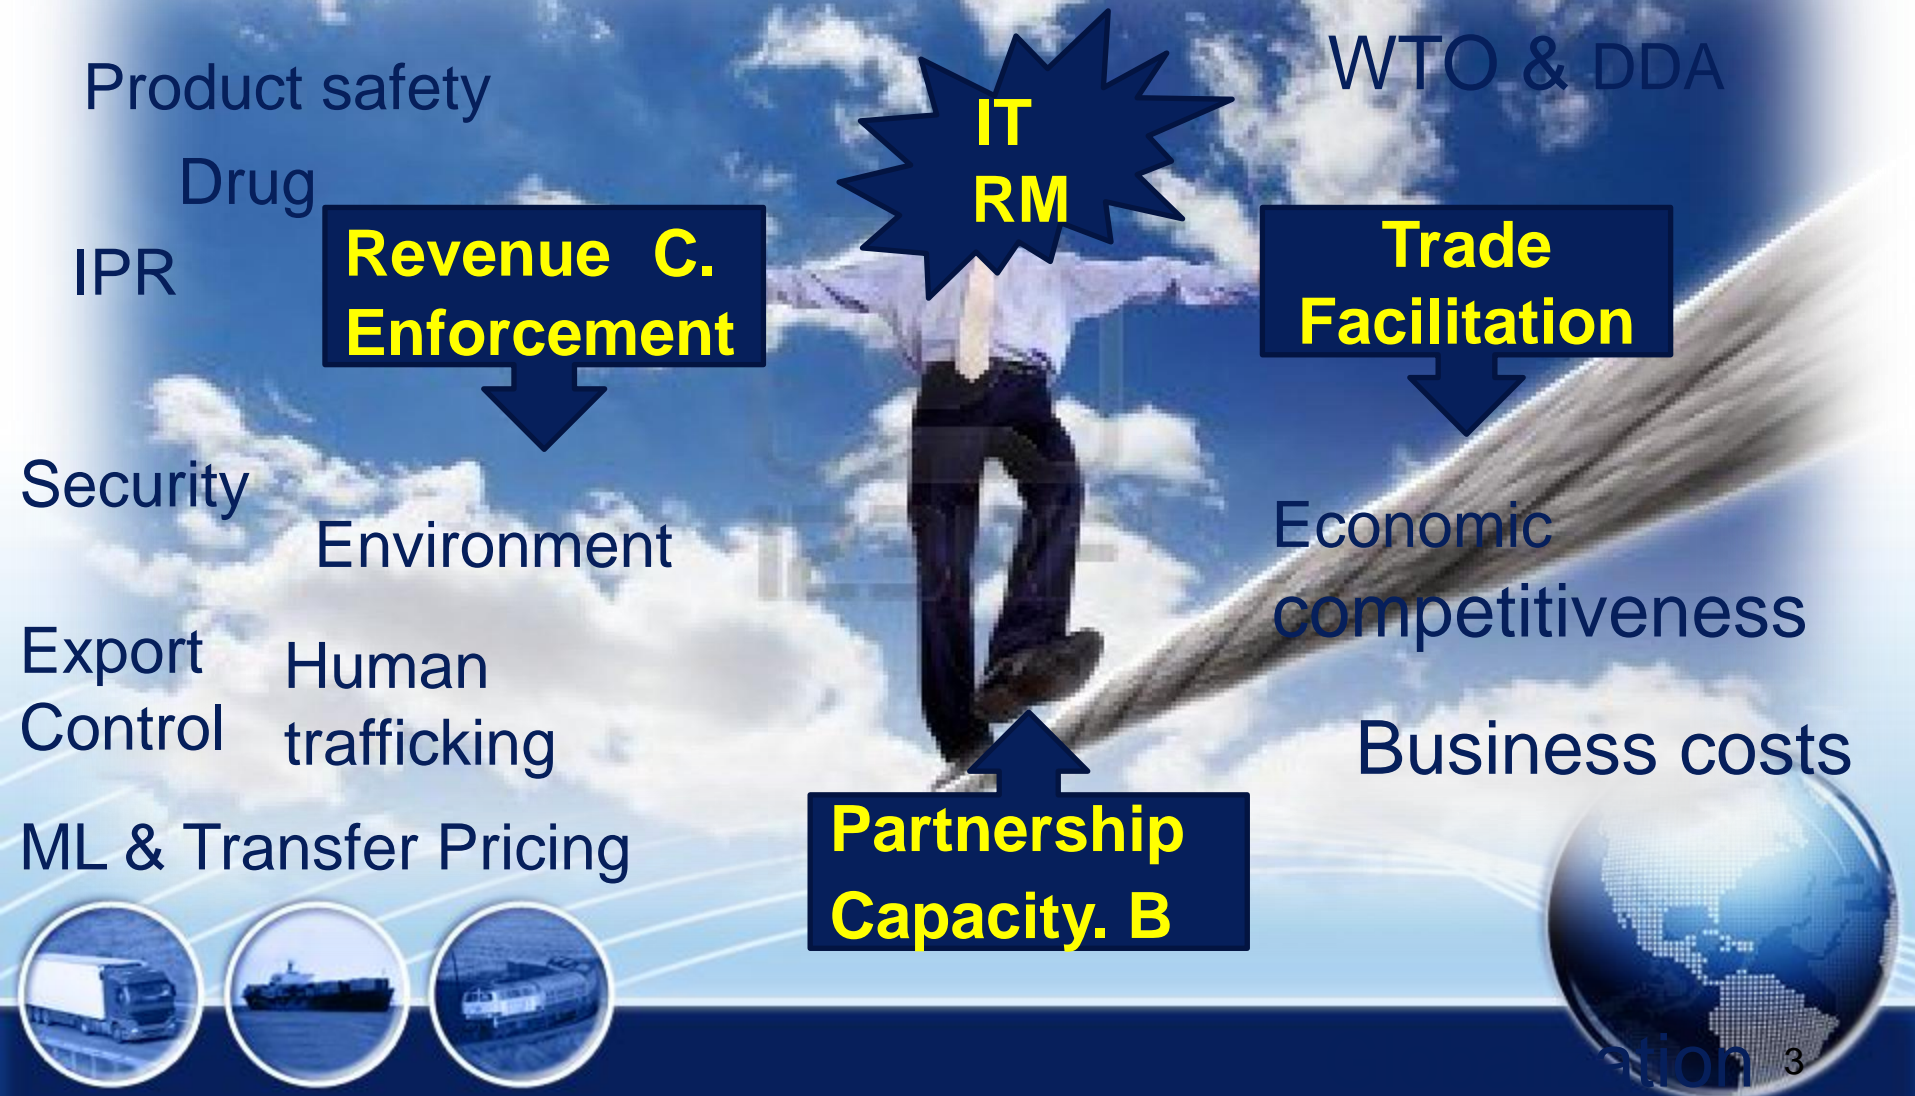 Product safety
WTO & DDA
Drug
IT
RM
IPR
Revenue C.
Enforcement
Trade
Facilitation
Security
Environment
Economic
competitiveness
Export
Control
Human
trafficking
Business costs
ML & Transfer Pricing
Partnership
Capacity. B
Globalization
3